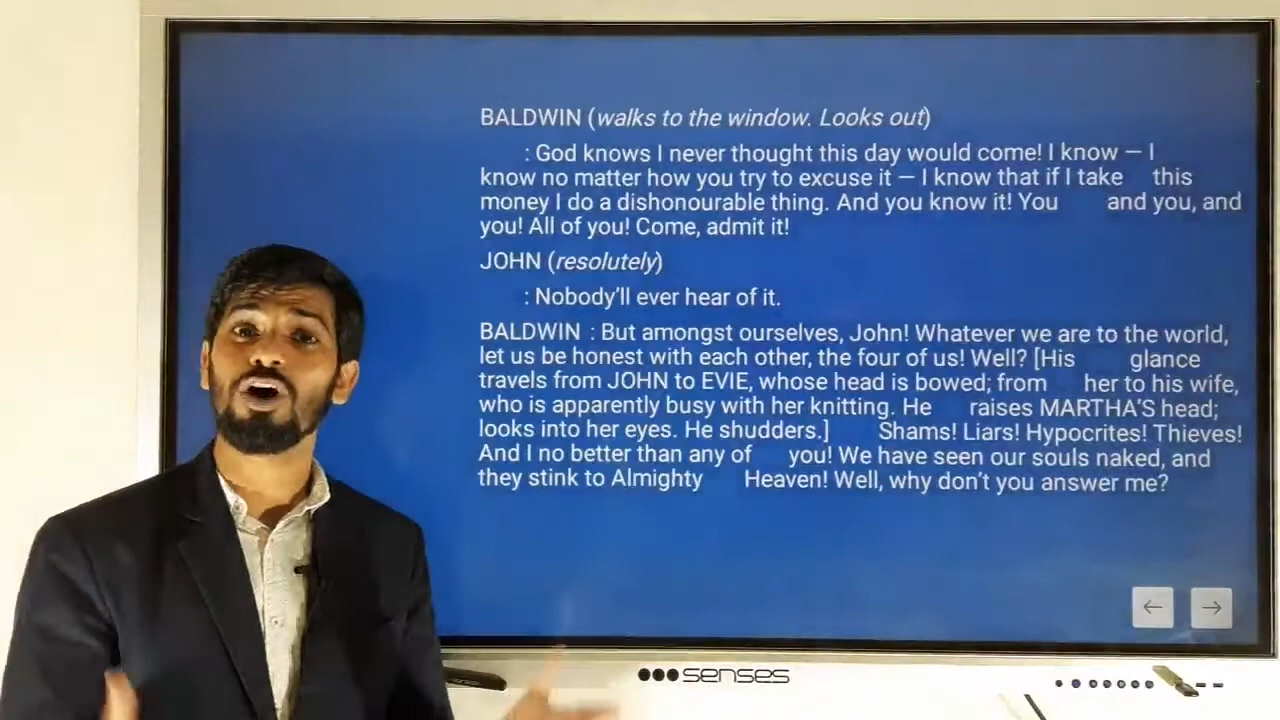 BALDWIN (walks to the window. Looks out)
: God knows I never thought this day would come! I know — I
know no matter how you try to excuse it — I know that if I take this
money I do a dishonourable thing. And you know it! You and you, and
you! All of you! Come, admit it!
JOHN (resolutely)
: Nobody'll ever hear of it.
BALDWIN : But amongst ourselves, John! Whatever we are to the world,
let us be honest with each other, the four of us! Well? [His glance
travels from JOHN to EVIE, whose head is bowed; from her to his wife,
who is apparently busy with her knitting. He raises MARTHA'S head;
looks into her eyes. He shudders.] Shams! Liars! Hypocrites! Thieves!
And I no better than any of you! We have seen our souls naked, and
they stink to Almighty Heaven! Well, why don't you answer me?
senses